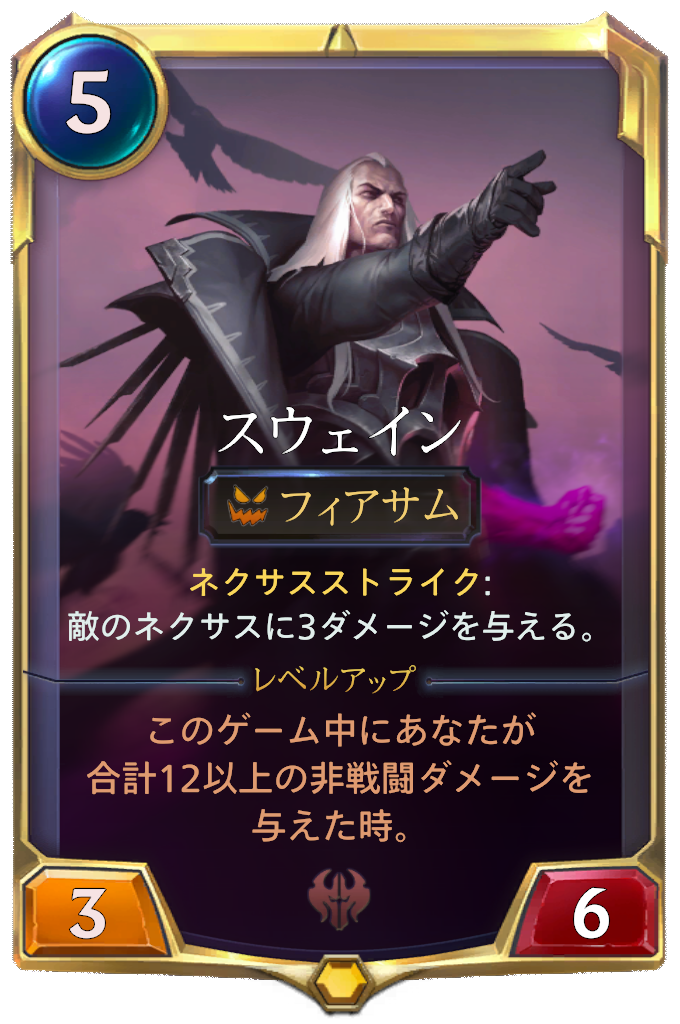 5
スウェイン
フィアサム
ネクサスストライク:
敵のネクサスに3ダメージを与える。
レベルアップ
このゲーム中にあなたが
合計12以上の非戦闘ダメージを
与えた時。
3
6